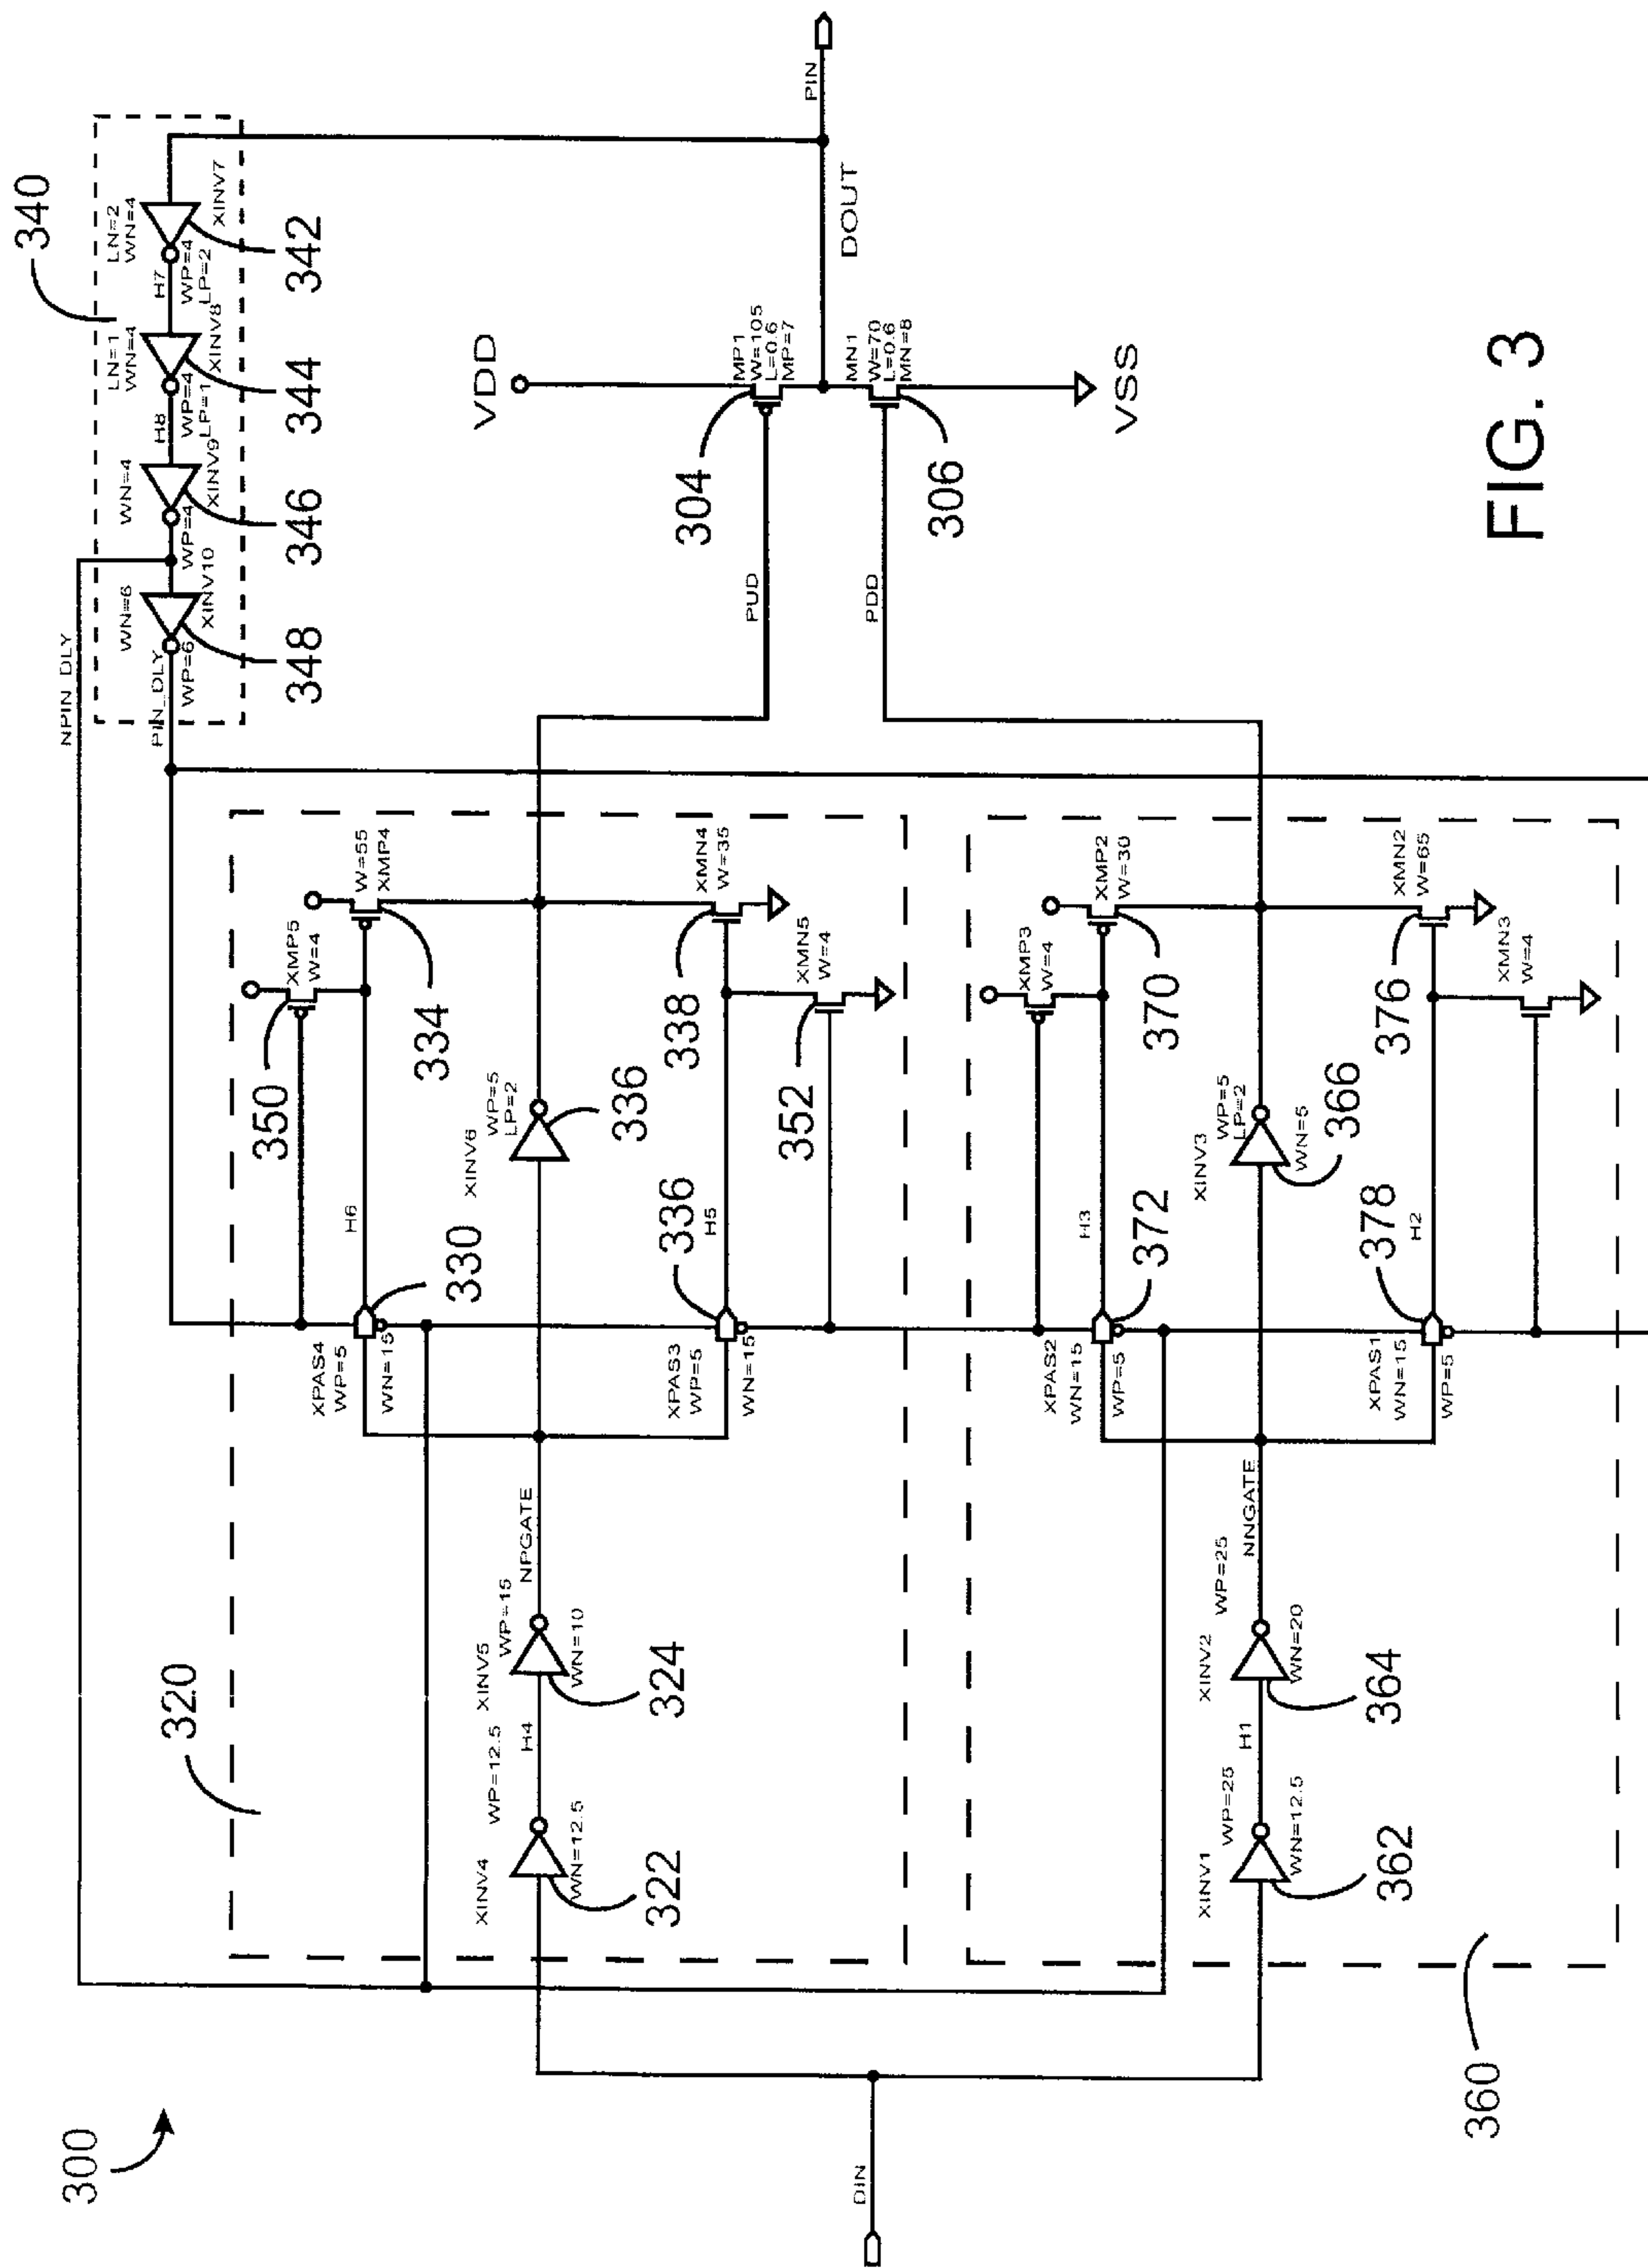 300
340
NPIN_DLY
PIN_DLY
WN=6
WP=6
XINV10
348
WN=4
WP=4
XINV9
346
H8
LN=1
WN=4
WP=4
LP=1
XINV8
344
H7
LN=2
WN=4
WP=4
LP=2
XINV7
342
320
XPAS4
WP=5
WN=15
330
H6
350
XMP5
W=4
W=55
XMP4
334
DIN
XINV4
WP=12.5
WN=12.5
322
H4
XINV5
WP=15
WN=10
324
NPGATE
XINV6
WP=5
LP=2
336
XPAS3
WP=5
WN=15
336
H5
338
XMN4
W=35
352
XMN5
W=4
PUD
PDD
VDD
304
MP1
W=105
L=0.6
MP=7
306
MN1
W=70
L=0.6
MN=8
VSS
DOUT
PIN
360
XPAS2
WN=15
WP=5
372
H3
XMP3
W=4
370
XMP2
W=30
XINV1
WP=25
WN=12.5
362
H1
XINV2
WP=25
WN=20
364
NNGATE
XINV3
WP=5
LP=2
WN=5
366
XPAS1
WN=15
WP=5
378
H2
376
XMN2
W=65
XMN3
W=4
FIG. 3